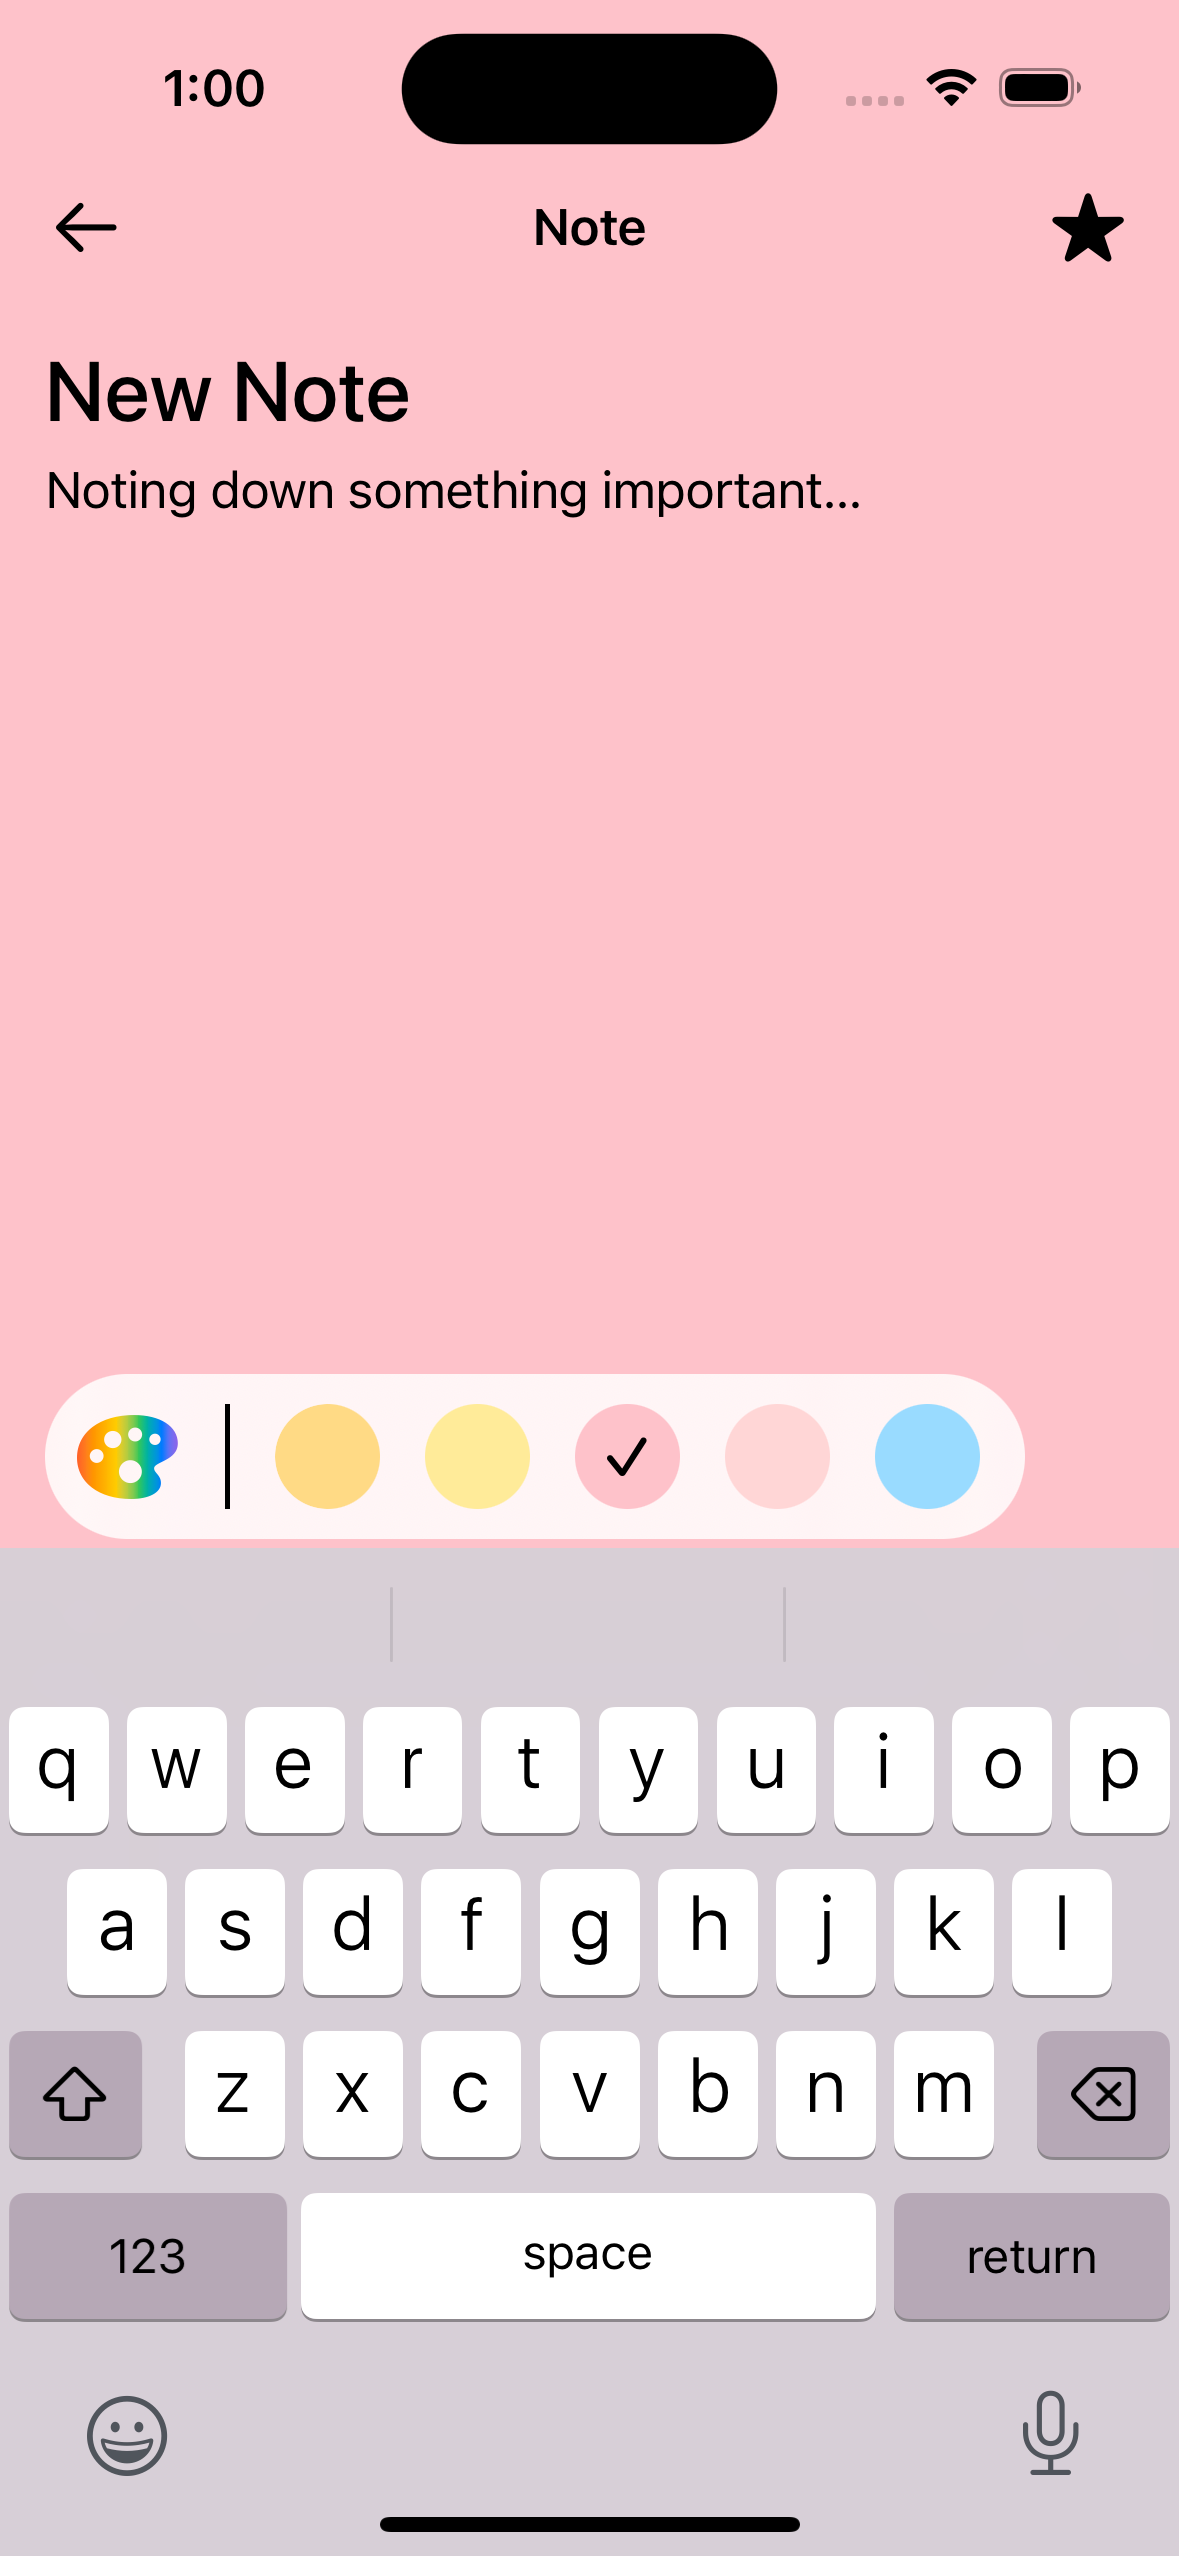 1:00
Note
New Note
Noting down something important...
q w e r t y u i o p
a s d f g h j k l
z x c v b n m
123 space return